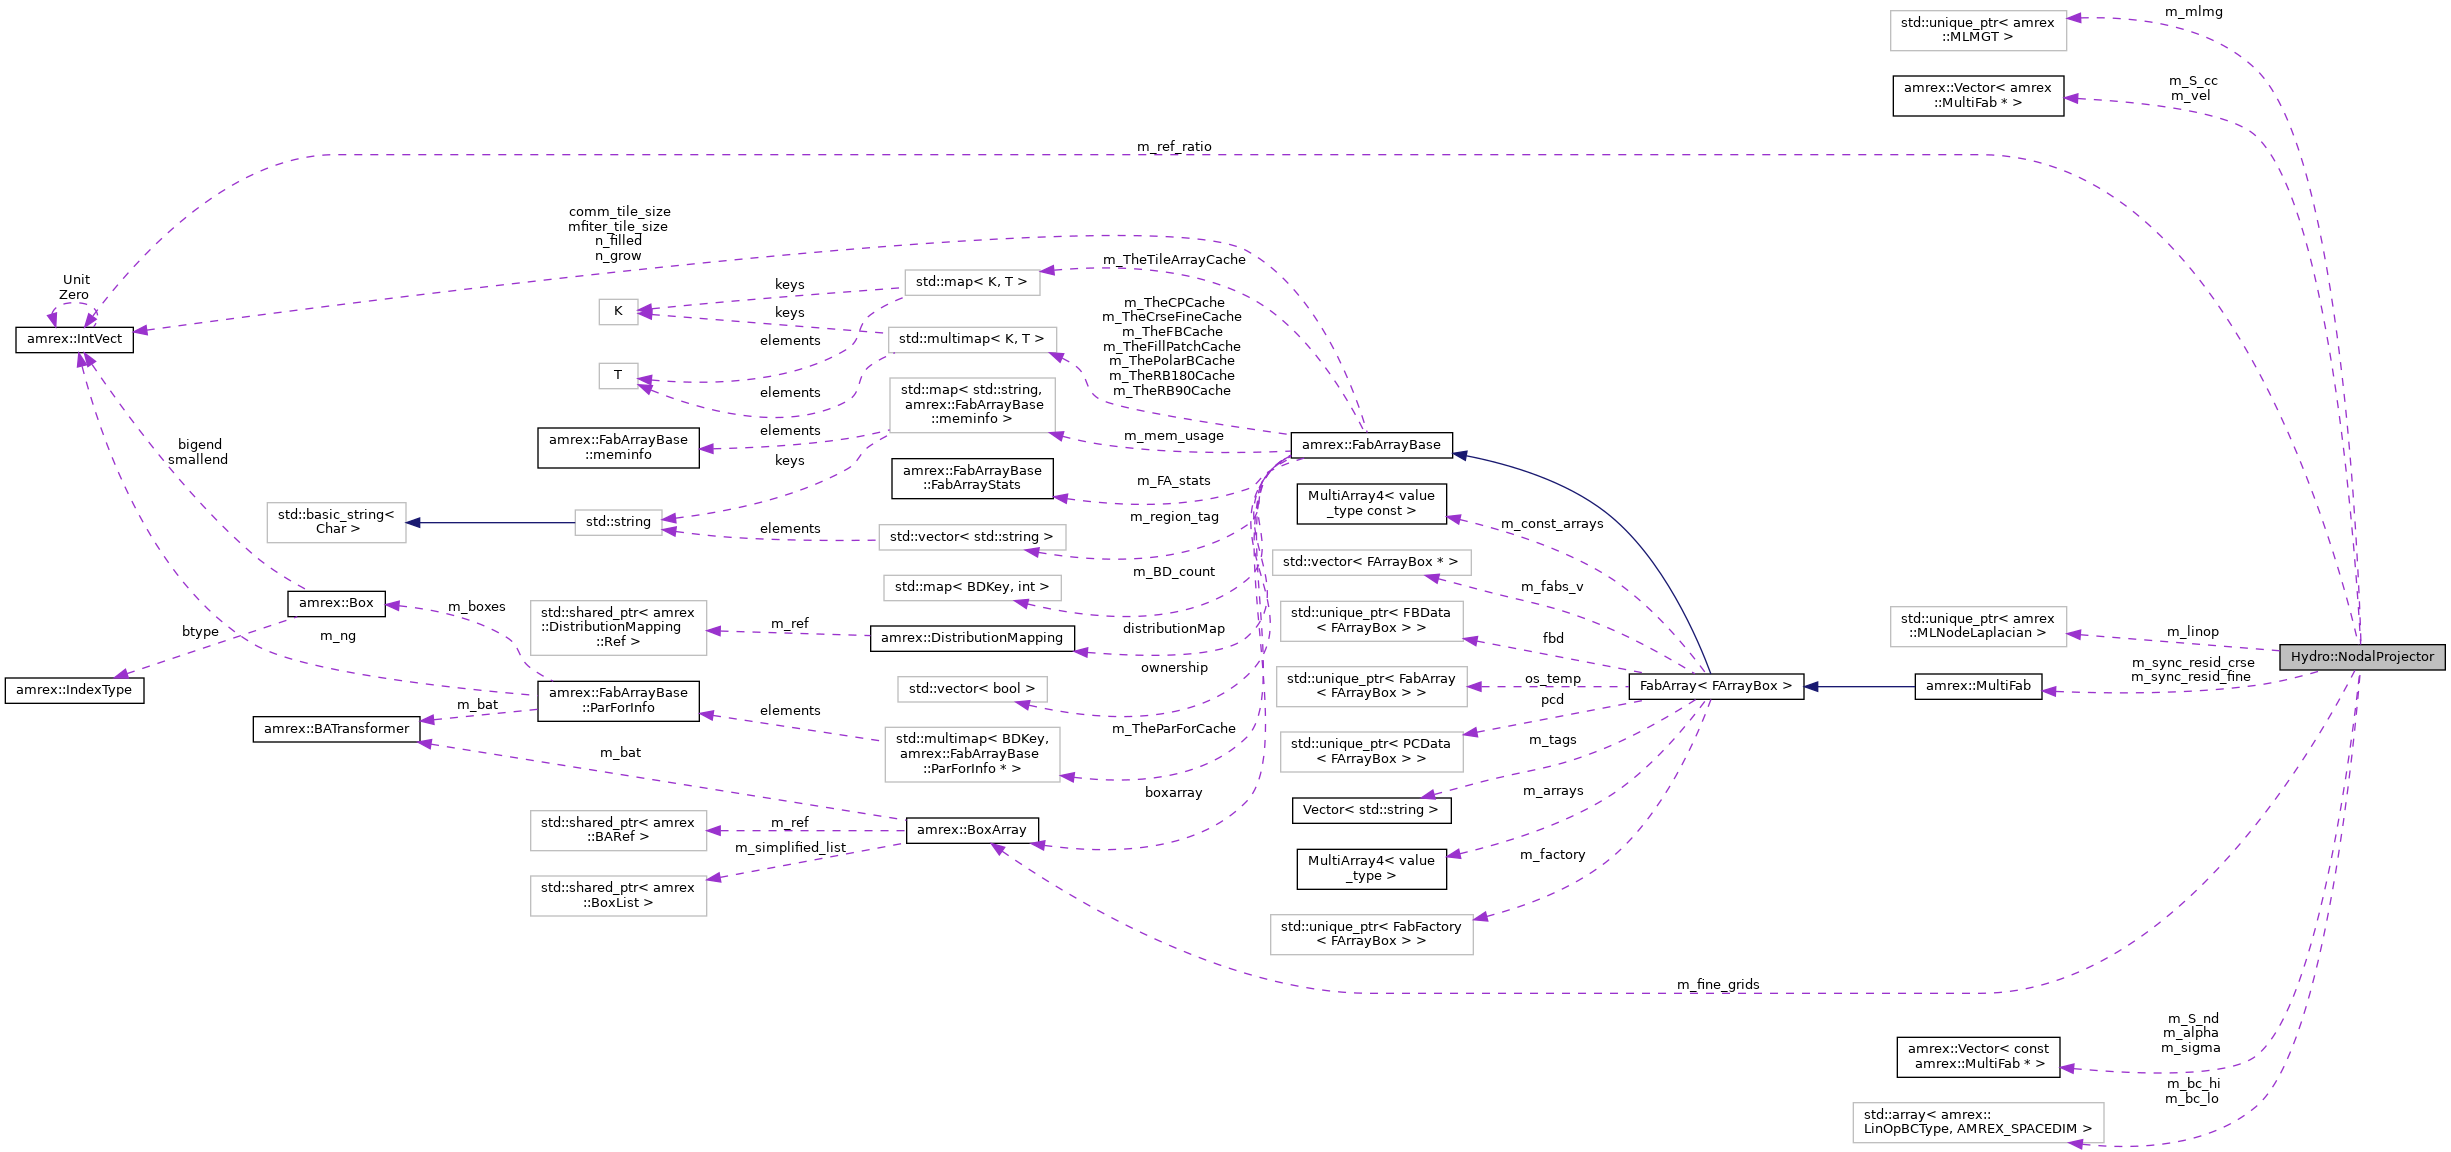 m_mlmg
std::unique_ptr< amrex
::MLMGT >
m_S_cc
m_vel
amrex::Vector< amrex
::MultiFab * >
m_ref_ratio
comm_tile_size
mfiter_tile_size
n_filled
n_grow
Unit
Zero
amrex::IntVect
m_TheTileArrayCache
std::map< K, T >
keys
K
keys
elements
T
elements
m_TheCPCache
m_TheCrseFineCache
m_TheFBCache
m_TheFillPatchCache
m_ThePolarBCache
m_TheRB180Cache
m_TheRB90Cache
std::multimap< K, T >
std::map< std::string,
amrex::FabArrayBase
::meminfo >
elements
keys
amrex::FabArrayBase
::meminfo
m_mem_usage
amrex::FabArrayBase
amrex::FabArrayBase
::FabArrayStats
m_FA_stats
bigend
smallend
std::basic_string<
Char >
std::string
elements
std::vector< std::string >
m_region_tag
MultiArray4< value
_type const >
m_const_arrays
std::vector< FArrayBox * >
m_fabs_v
m_BD_count
std::map< BDKey, int >
amrex::Box
m_boxes
btype
m_ng
std::shared_ptr< amrex
::DistributionMapping
::Ref >
m_ref
amrex::DistributionMapping
distributionMap
std::unique_ptr< FBData
< FArrayBox > >
fbd
std::unique_ptr< amrex
::MLNodeLaplacian >
m_linop
Hydro::NodalProjector
m_sync_resid_crse
m_sync_resid_fine
amrex::MultiFab
FabArray< FArrayBox >
os_temp
std::unique_ptr< FabArray
< FArrayBox > >
pcd
ownership
std::vector< bool >
amrex::IndexType
amrex::FabArrayBase
::ParForInfo
m_bat
amrex::BATransformer
elements
m_TheParForCache
std::multimap< BDKey,
amrex::FabArrayBase
::ParForInfo * >
m_bat
std::unique_ptr< PCData
< FArrayBox > >
m_tags
Vector< std::string >
m_arrays
boxarray
amrex::BoxArray
std::shared_ptr< amrex
::BARef >
m_ref
m_simplified_list
std::shared_ptr< amrex
::BoxList >
MultiArray4< value
_type >
m_factory
std::unique_ptr< FabFactory
< FArrayBox > >
m_fine_grids
m_S_nd
m_alpha
m_sigma
amrex::Vector< const
amrex::MultiFab * >
m_bc_hi
m_bc_lo
std::array< amrex::
LinOpBCType, AMREX_SPACEDIM >